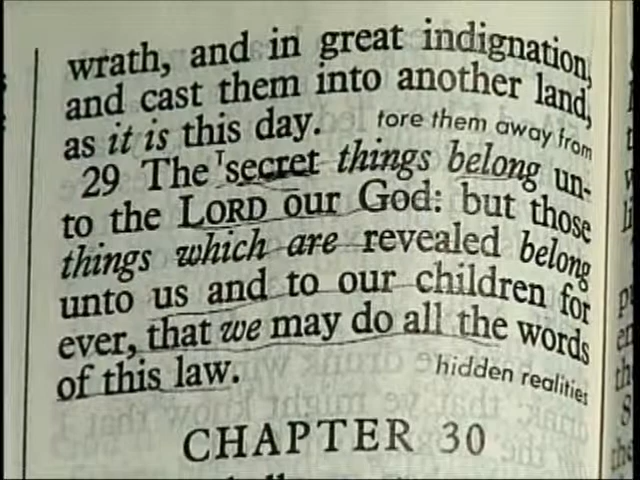 wrath, and in great indignation,
and cast them into another land,
as it is this day. tore them away from
29 The ᵀsecret things belong un-
to the LORD our God: but those
things which are revealed belong
unto us and to our children for
ever, that we may do all the words
of this law. hidden realities
CHAPTER 30